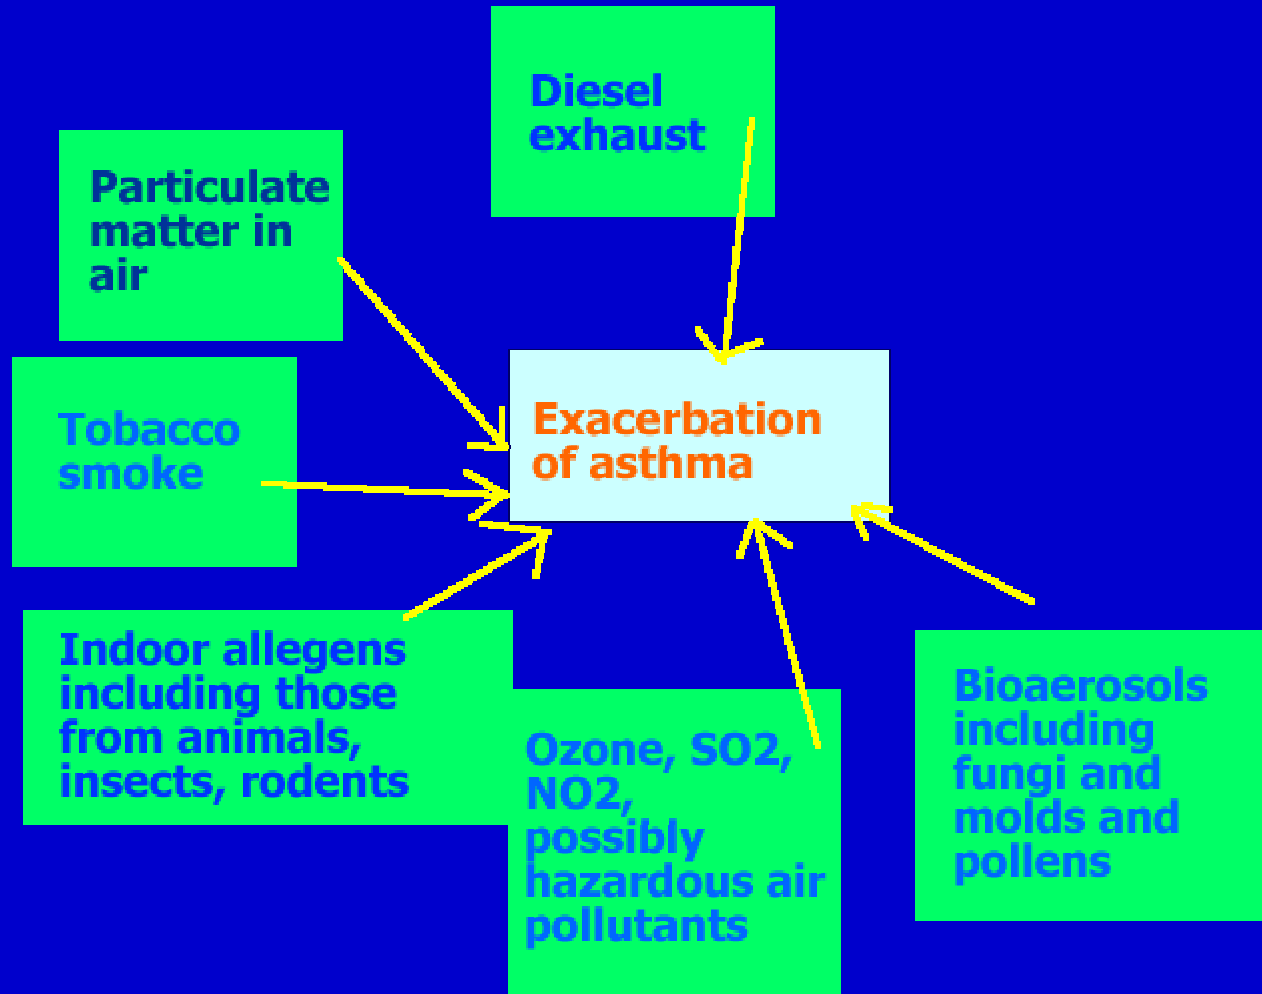 Diesel
exhaust
Particulate
matter in
air
Tobacco
smoke
Exacerbation
of asthma
Indoor allegens
including those
from animals,
insects, rodents
Ozone, SO2,
NO2,
possibly
hazardous air
pollutants
Bioaerosols
including
fungi and
molds and
pollens